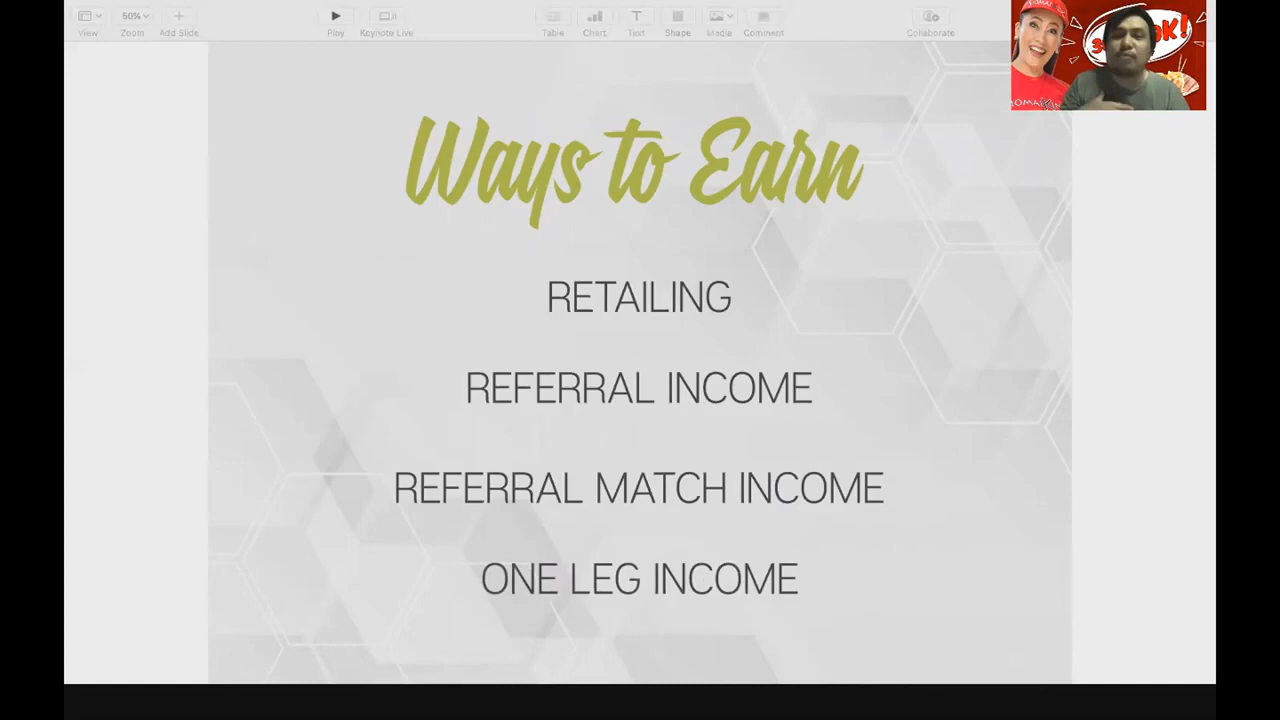 50%
View
Zoom
Add Slide
Play
Keynote Live
Table
Chart
Text
Shape
Media
Comment
Collaborate
Ways to Earn
RETAILING
REFERRAL INCOME
REFERRAL MATCH INCOME
ONE LEG INCOME